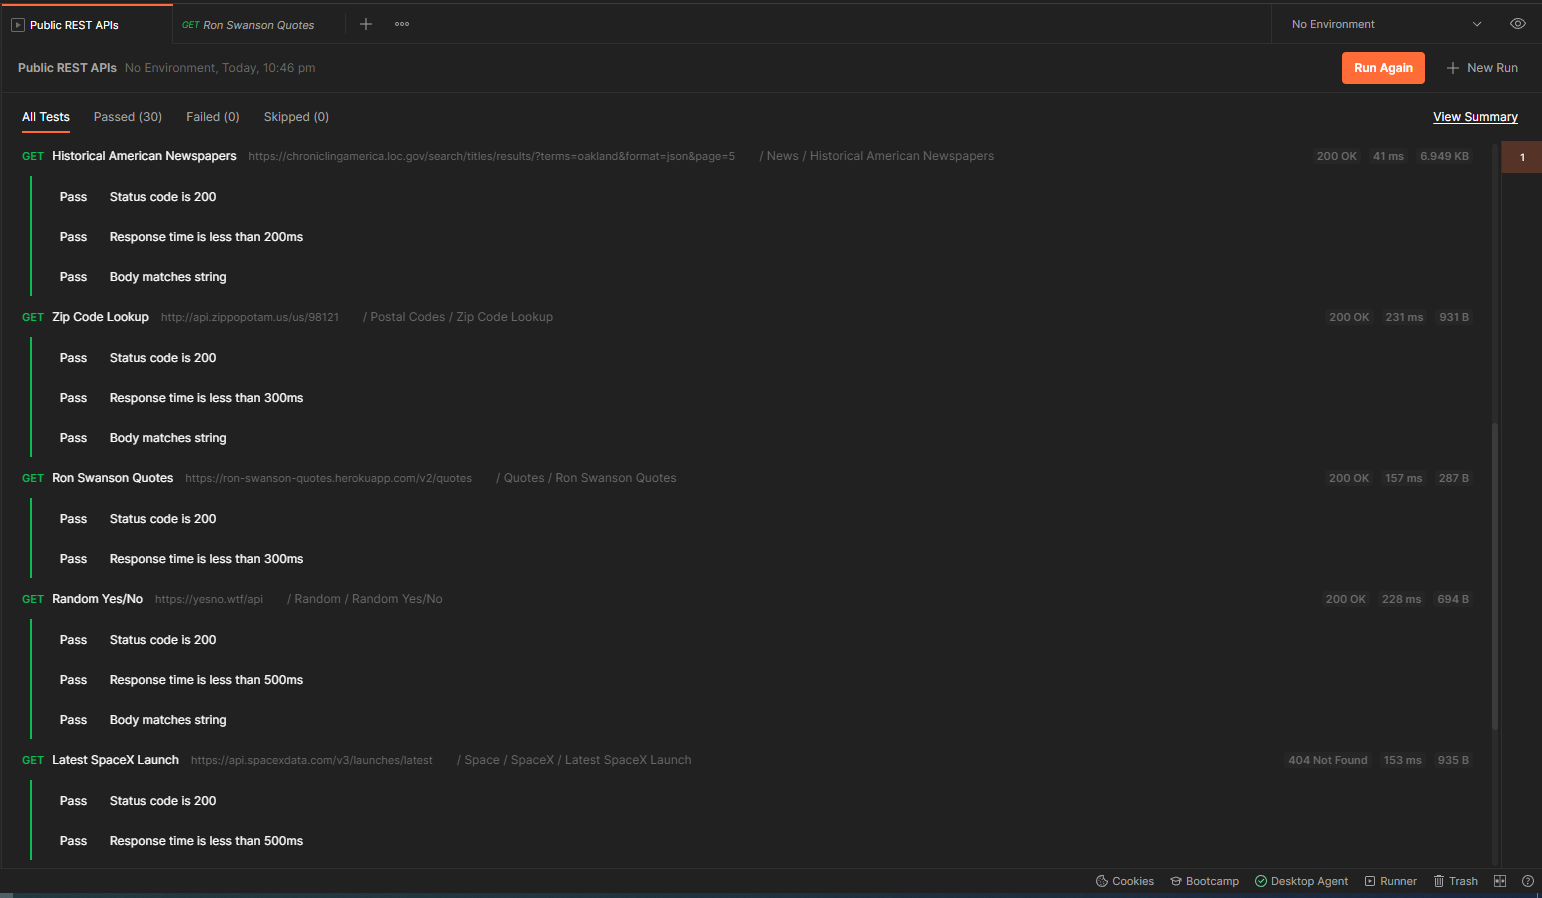 Public REST APIs GET Ron Swanson Quotes No Environment
Public REST APIs No Environment, Today, 10:46 pm Run Again New Run
All Tests Passed (30) Failed (0) Skipped (0) View Summary
GET Historical American Newspapers https://chroniclingamerica.loc.gov/search/titles/results/?terms=oakland&format=json&page=5 / News / Historical American Newspapers 200 OK 41 ms 6.949 KB 1
Pass Status code is 200
Pass Response time is less than 200ms
Pass Body matches string
GET Zip Code Lookup http://api.zippopotam.us/us/98121 / Postal Codes / Zip Code Lookup 200 OK 231 ms 931 B
Pass Status code is 200
Pass Response time is less than 300ms
Pass Body matches string
GET Ron Swanson Quotes https://ron-swanson-quotes.herokuapp.com/v2/quotes / Quotes / Ron Swanson Quotes 200 OK 157 ms 287 B
Pass Status code is 200
Pass Response time is less than 300ms
GET Random Yes/No https://yesno.wtf/api / Random / Random Yes/No 200 OK 228 ms 694 B
Pass Status code is 200
Pass Response time is less than 500ms
Pass Body matches string
GET Latest SpaceX Launch https://api.spacexdata.com/v3/launches/latest / Space / SpaceX / Latest SpaceX Launch 404 Not Found 153 ms 935 B
Pass Status code is 200
Pass Response time is less than 500ms
Cookies Bootcamp Desktop Agent Runner Trash